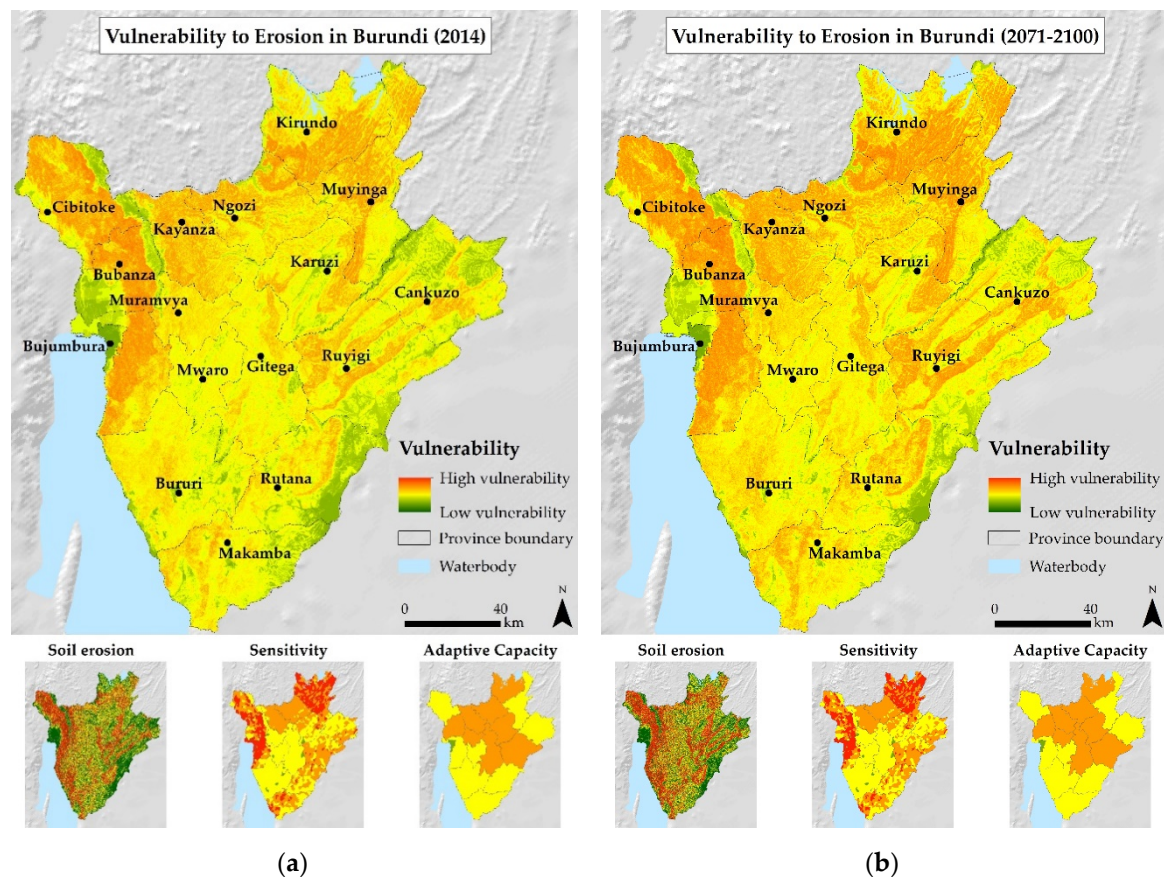 Vulnerability to Erosion in Burundi (2014)
Kirundo
Muyinga
Cibitoke
Ngozi
Kayanza
Karuzi
Bubanza
Cankuzo
Muramvya
Bujumbura
Ruyigi
Gitega
Mwaro
Rutana
Bururi
Makamba
Vulnerability
High vulnerability
Low vulnerability
Province boundary
Waterbody
N
0 40
km
Soil erosion
Sensitivity
Adaptive Capacity
(a)
Vulnerability to Erosion in Burundi (2071-2100)
Kirundo
Muyinga
Cibitoke
Ngozi
Kayanza
Karuzi
Bubanza
Cankuzo
Muramvya
Bujumbura
Ruyigi
Gitega
Mwaro
Rutana
Bururi
Makamba
Vulnerability
High vulnerability
Low vulnerability
Province boundary
Waterbody
N
0 40
km
Soil erosion
Sensitivity
Adaptive Capacity
(b)